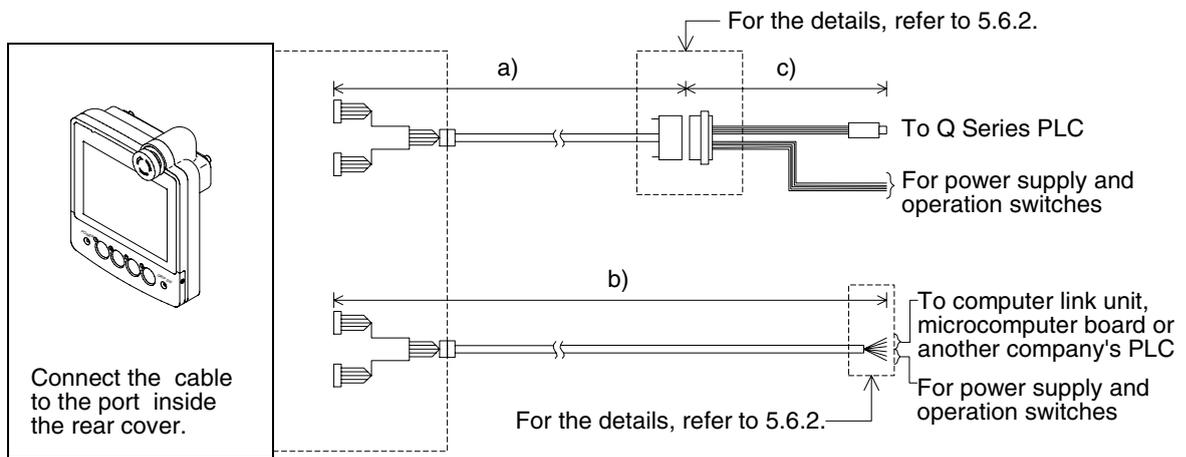 For the details, refer to 5.6.2.
a)
c)
To Q Series PLC
For power supply and
operation switches
b)
To computer link unit,
microcomputer board or
another company's PLC
For power supply and
operation switches
For the details, refer to 5.6.2.
Connect the cable
to the port inside
the rear cover.